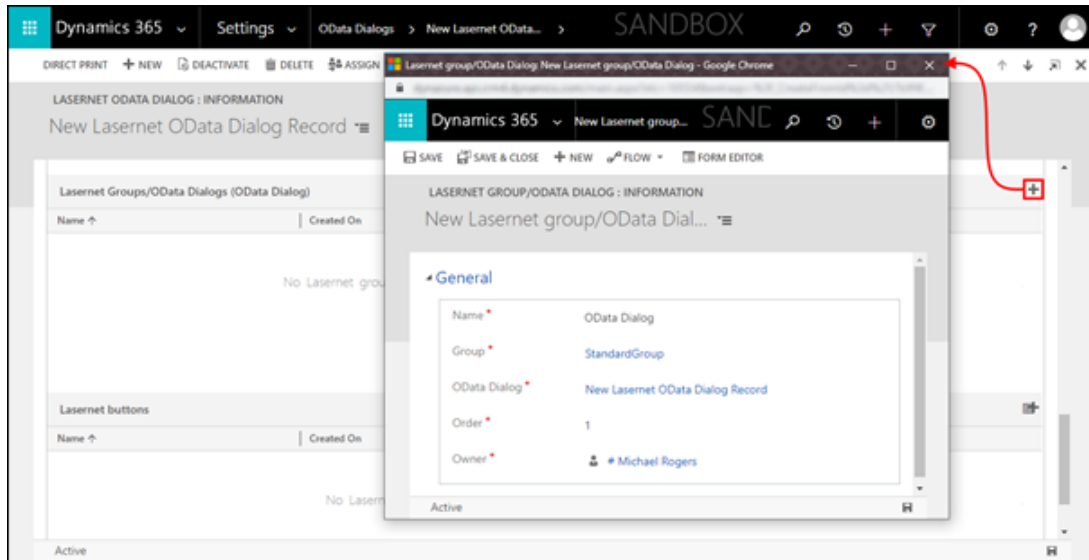 Dynamics 365 Settings OData Dialogs > New Lasernet OData... > SANDBOX ?
DIRECT PRINT NEW DEACTIVATE DELETE ASSIGN
LASERNET ODATA DIALOG : INFORMATION
New Lasernet OData Dialog Record
Lasernet Groups/OData Dialogs (OData Dialog)
Name ↑ Created On
No Lasernet grou
Lasernet buttons
Name ↑ Created On
No Lasern
Active
Lasernet group/OData Dialog: New Lasernet group/OData Dialog - Google Chrome
Dynamics 365 New Lasernet group... SAND
SAVE SAVE & CLOSE NEW FLOW FORM EDITOR
LASERNET GROUP/ODATA DIALOG : INFORMATION
New Lasernet group/OData Dial...
General
Name * OData Dialog
Group * StandardGroup
OData Dialog * New Lasernet OData Dialog Record
Order * 1
Owner * # Michael Rogers
Active